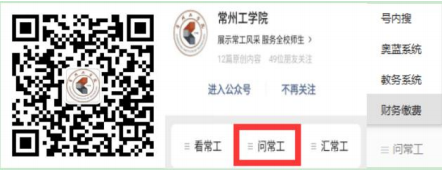 常州工学院
展示常工风采 服务全校师生 >
12篇原创内容 49位朋友关注
进入公众号 不再关注
≡ 看常工 ≡ 问常工 ≡ 汇常工
号内搜
奥蓝系统
教务系统
财务缴费
≡ 问常工